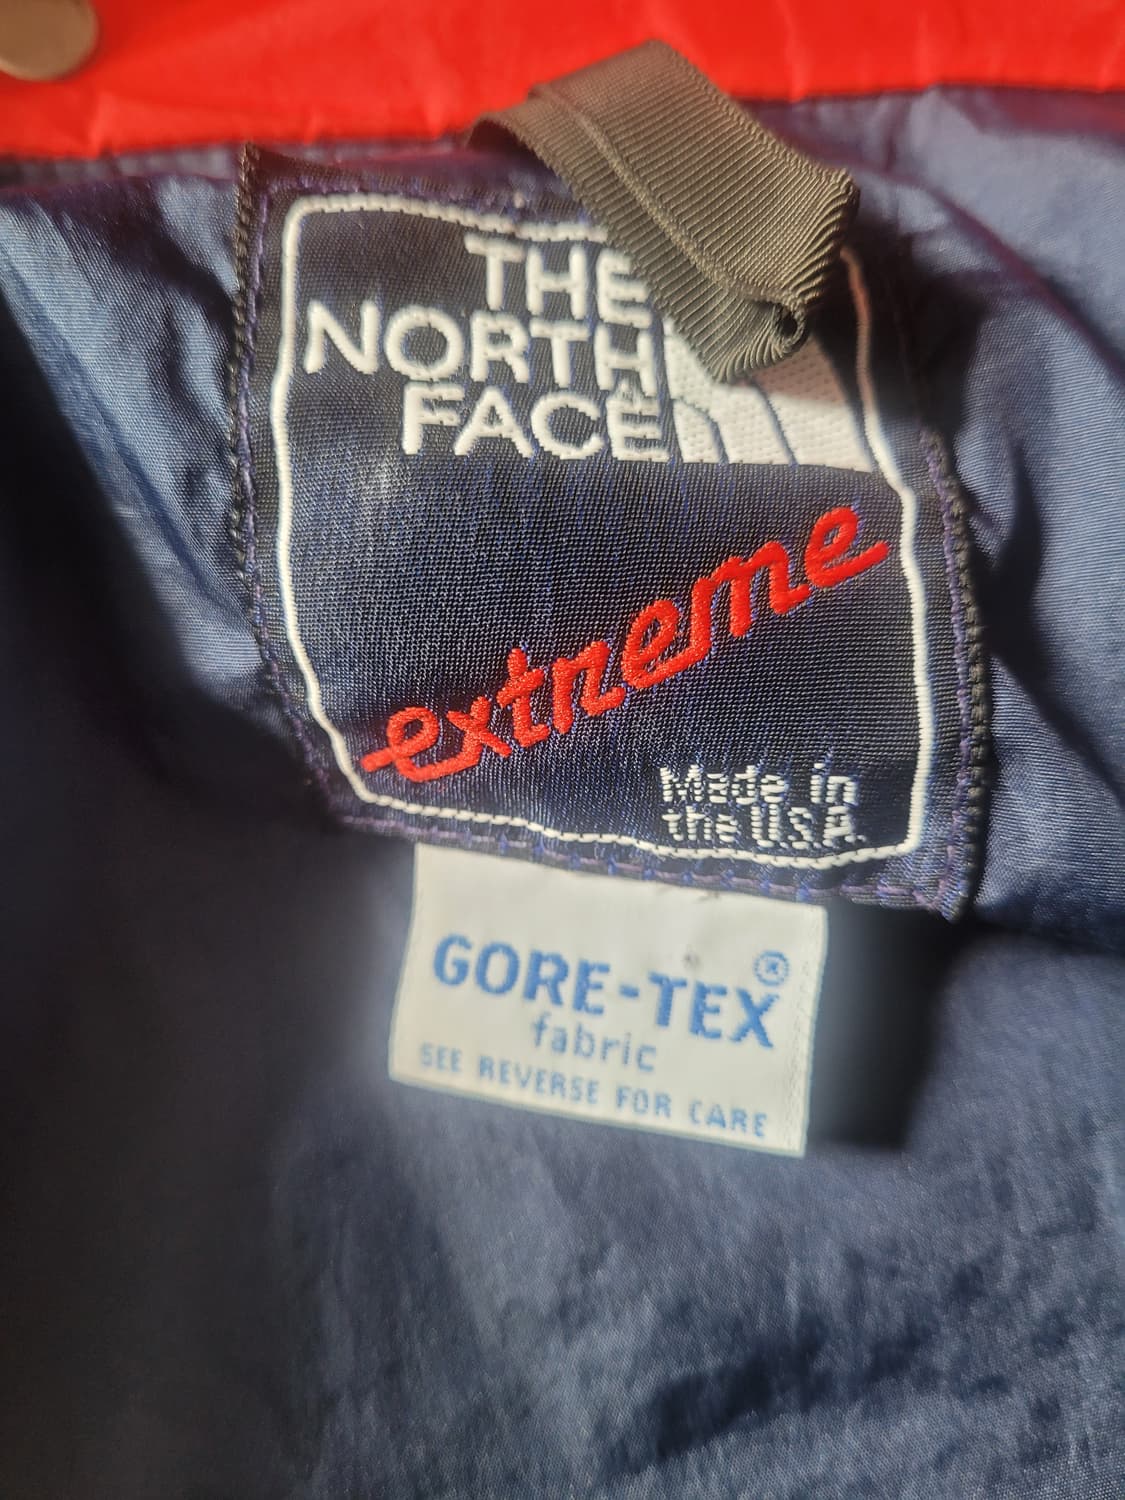 THE
NORTH
FACE
extreme
Made in
the U.S.A.
GORE-TEX®
fabric
SEE REVERSE FOR CARE